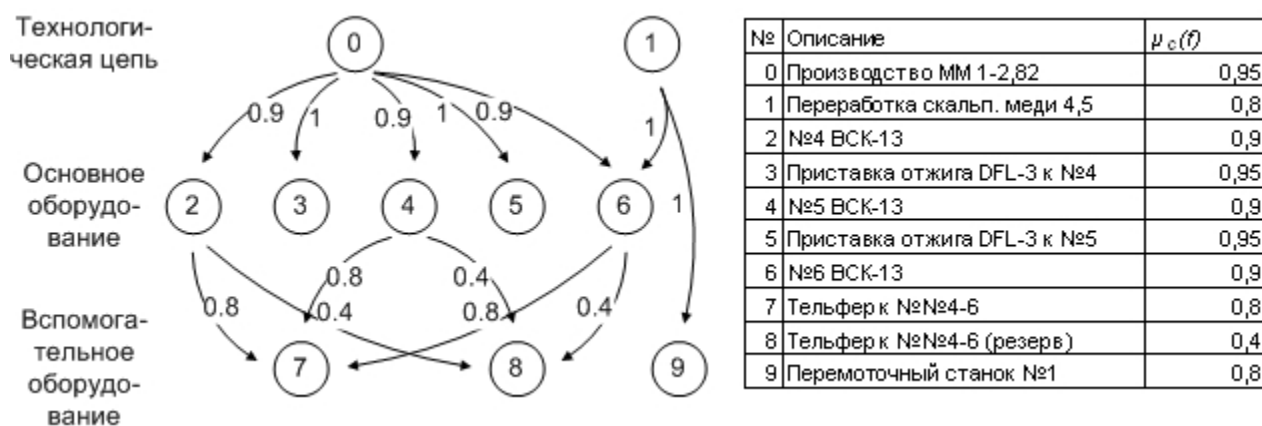 Технологи-
ческая цепь
0
1
0.9
1
0.9
1
0.9
1
Основное
оборудо-
вание
2
3
4
5
6
1
0.8
0.4
0.8
0.4
0.8
0.4
Вспомога-
тельное
оборудо-
вание
7
8
9
№ Описание μ c(f)
0 Производство ММ 1-2,82 0,95
1 Переработка скальп. меди 4,5 0,8
2 №4 ВСК-13 0,9
3 Приставка отжига DFL-3 к №4 0,95
4 №5 ВСК-13 0,9
5 Приставка отжига DFL-3 к №5 0,95
6 №6 ВСК-13 0,9
7 Тельфер к №№4-6 0,8
8 Тельфер к №№4-6 (резерв) 0,4
9 Перемоточный станок №1 0,8